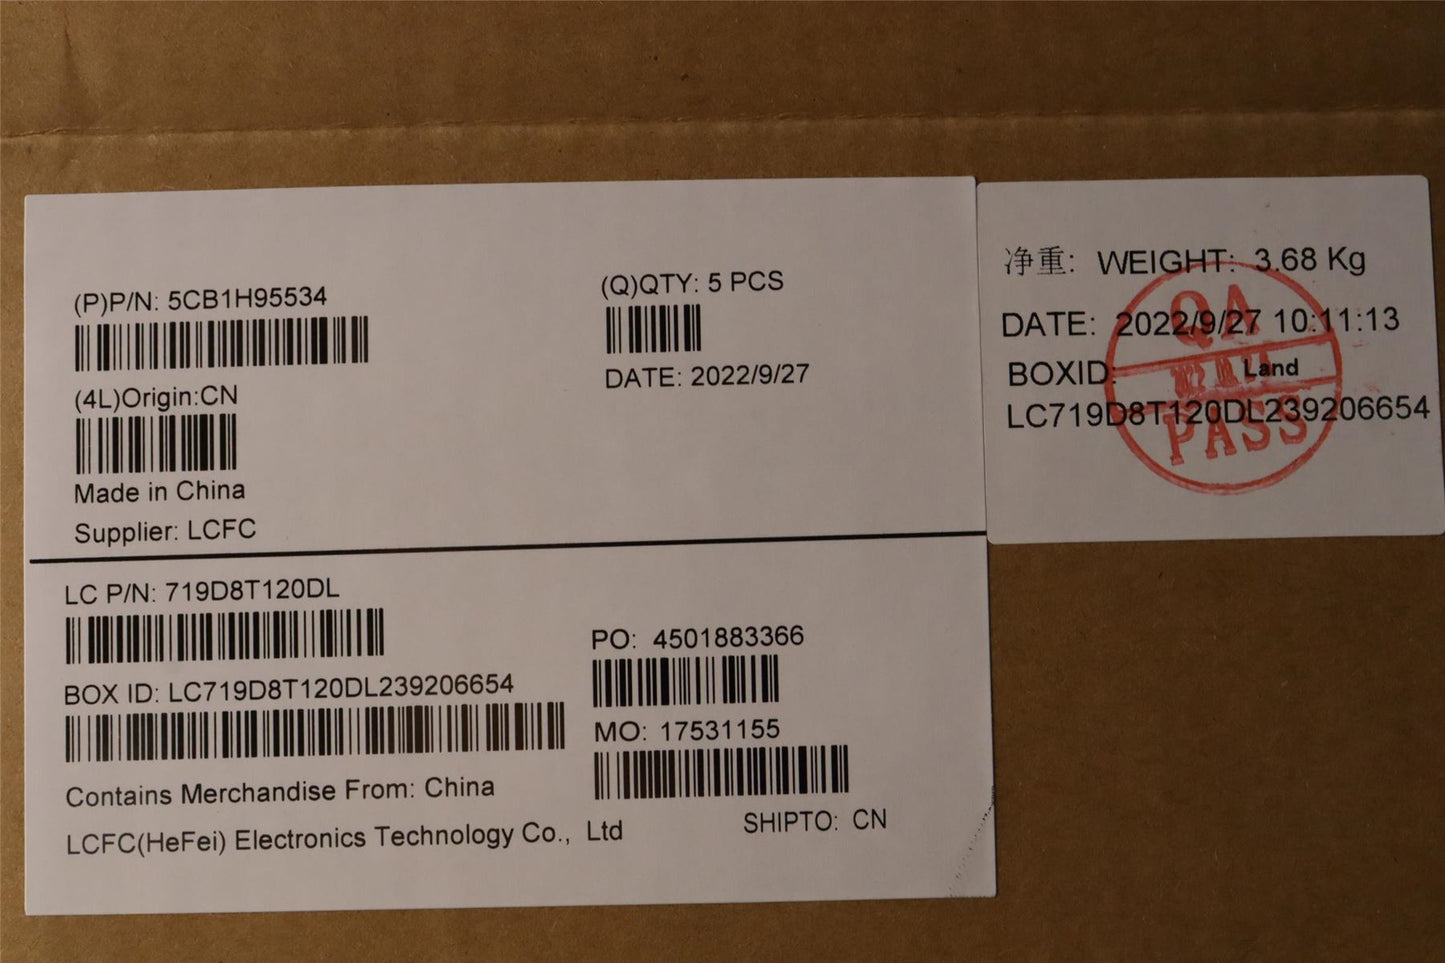 (P)P/N: 5CB1H95534
(Q)QTY: 5 PCS
DATE: 2022/9/27
(4L)Origin:CN
Made in China
Supplier: LCFC
LC P/N: 719D8T120DL
BOX ID: LC719D8T120DL239206654
PO: 4501883366
MO: 17531155
Contains Merchandise From: China
LCFC(HeFei) Electronics Technology Co., Ltd
SHIPTO: CN
净重: WEIGHT: 3.68 Kg
DATE: 2022/9/27 10:11:13
BOXID:
Land
LC719D8T120DL239206654
QA
PASS